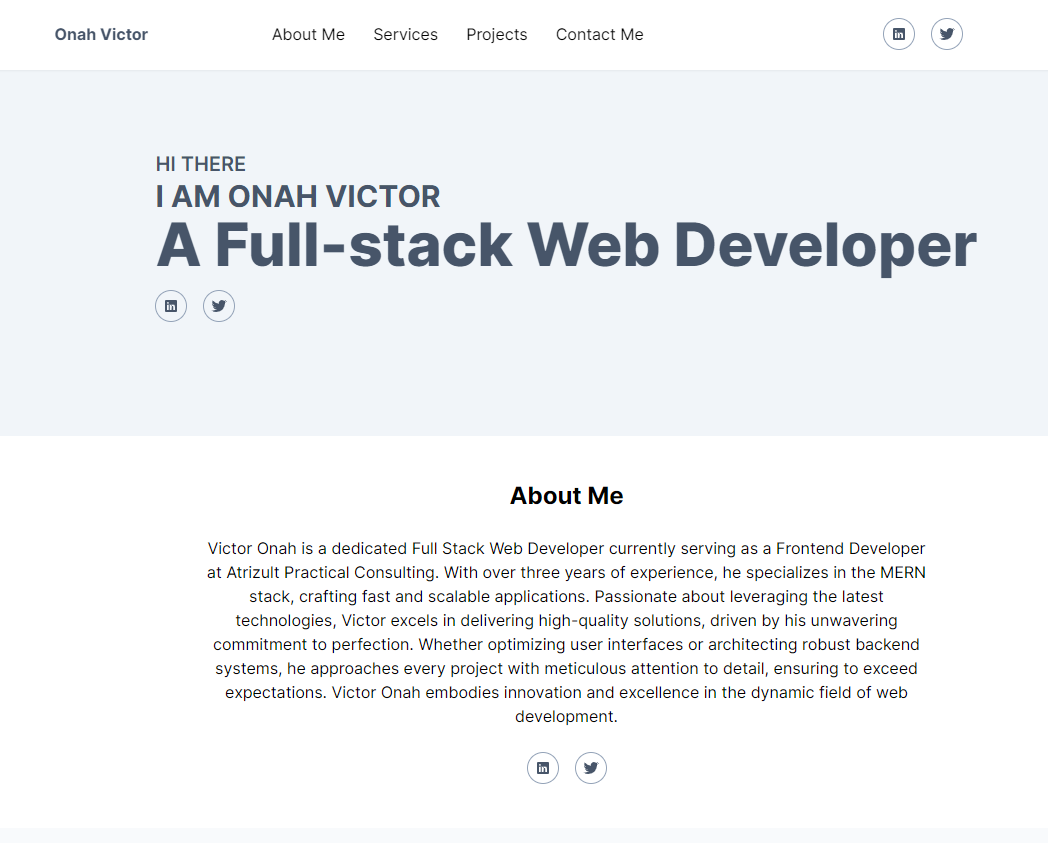 Onah Victor
About Me
Services
Projects
Contact Me
HI THERE
I AM ONAH VICTOR
A Full-stack Web Developer
About Me
Victor Onah is a dedicated Full Stack Web Developer currently serving as a Frontend Developer
at Atrizult Practical Consulting. With over three years of experience, he specializes in the MERN
stack, crafting fast and scalable applications. Passionate about leveraging the latest
technologies, Victor excels in delivering high-quality solutions, driven by his unwavering
commitment to perfection. Whether optimizing user interfaces or architecting robust backend
systems, he approaches every project with meticulous attention to detail, ensuring to exceed
expectations. Victor Onah embodies innovation and excellence in the dynamic field of web
development.